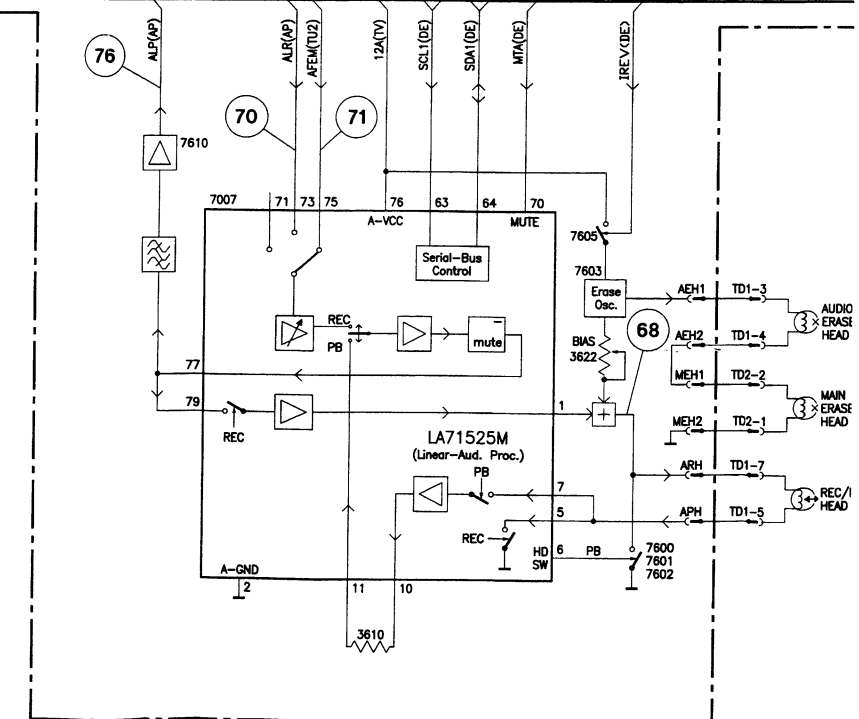 ALP(AP)
ALR(AP)
AFEM(TU2)
12A(TV)
SCL1(DE)
SDA1(DE)
MTA(DE)
IREV(DE)
76
70
71
7610
7007
71
73
75
76
63
64
70
A-VCC
MUTE
7605
Serial-Bus
Control
7603
Erase
Osc.
AEH1
TD1-3
AUDIO
ERASE
HEAD
REC
PB
mute
BIAS
3622
68
AEH2
TD1-4
MEH1
TD2-2
77
79
REC
1
+
MAIN
ERASE
HEAD
MEH2
TD2-1
LA71525M
(Linear-Aud. Proc.)
PB
ARH
TD1-7
7
5
APH
TD1-5
REC/
HEAD
REC
HD
SW
6
PB
7600
7601
7602
A-GND
2
11
10
3610